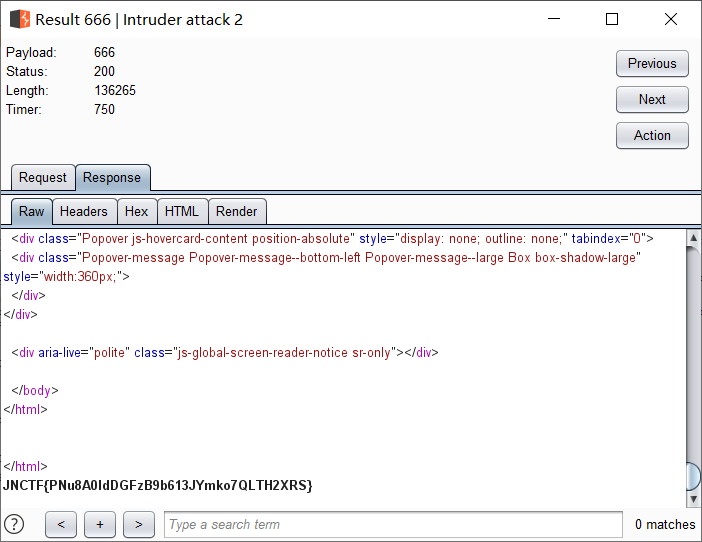 Result 666 | Intruder attack 2
Payload: 666
Status: 200
Length: 136265
Timer: 750
Previous
Next
Action
Request Response
Raw Headers Hex HTML Render
<div class="Popover js-hovercard-content position-absolute" style="display: none; outline: none;" tabindex="0">
<div class="Popover-message Popover-message--bottom-left Popover-message--large Box box-shadow-large"
style="width:360px;">
</div>
</div>
<div aria-live="polite" class="js-global-screen-reader-notice sr-only"></div>
</body>
</html>
</html>
JNCTF{PNu8A0IdDGFzB9b613JYmko7QLTH2XRS}
? < + > Type a search term 0 matches